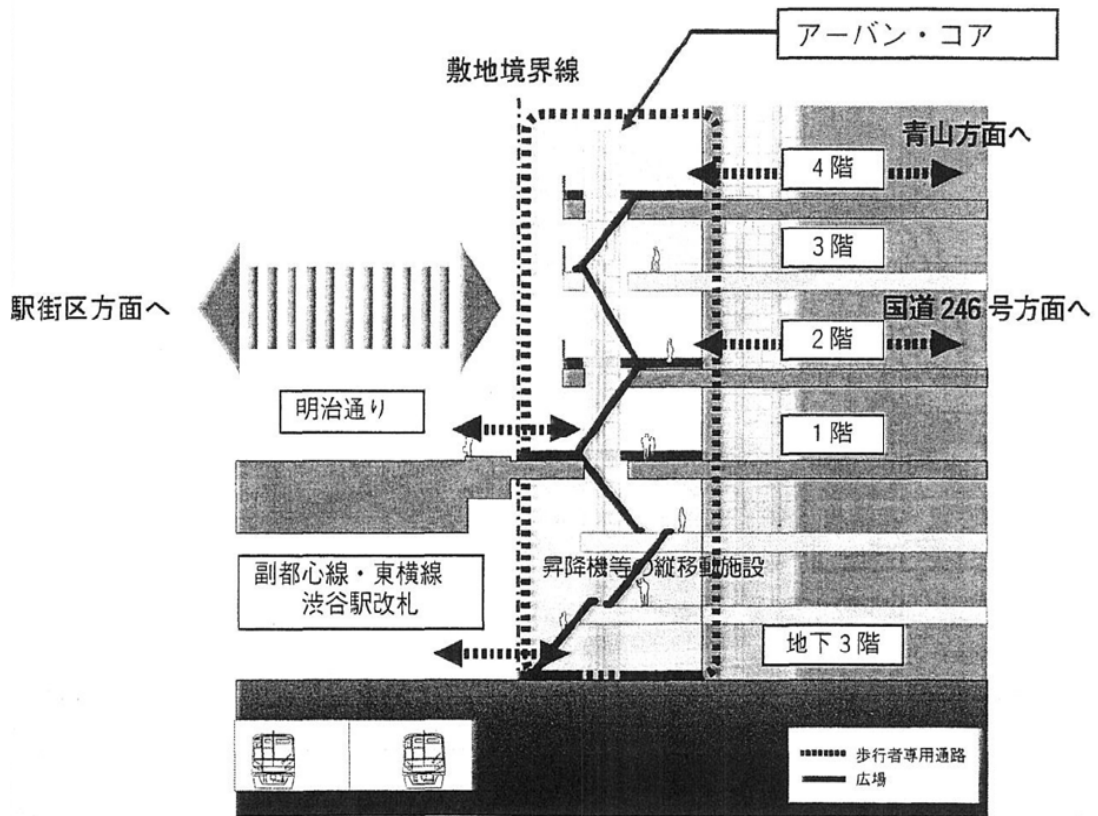 アーバン・コア
敷地境界線
青山方面へ
4階
3階
駅街区方面へ
国道246号方面へ
2階
明治通り
1階
副都心線・東横線
渋谷駅改札
昇降機等の縦移動施設
地下3階
歩行者専用通路
広場